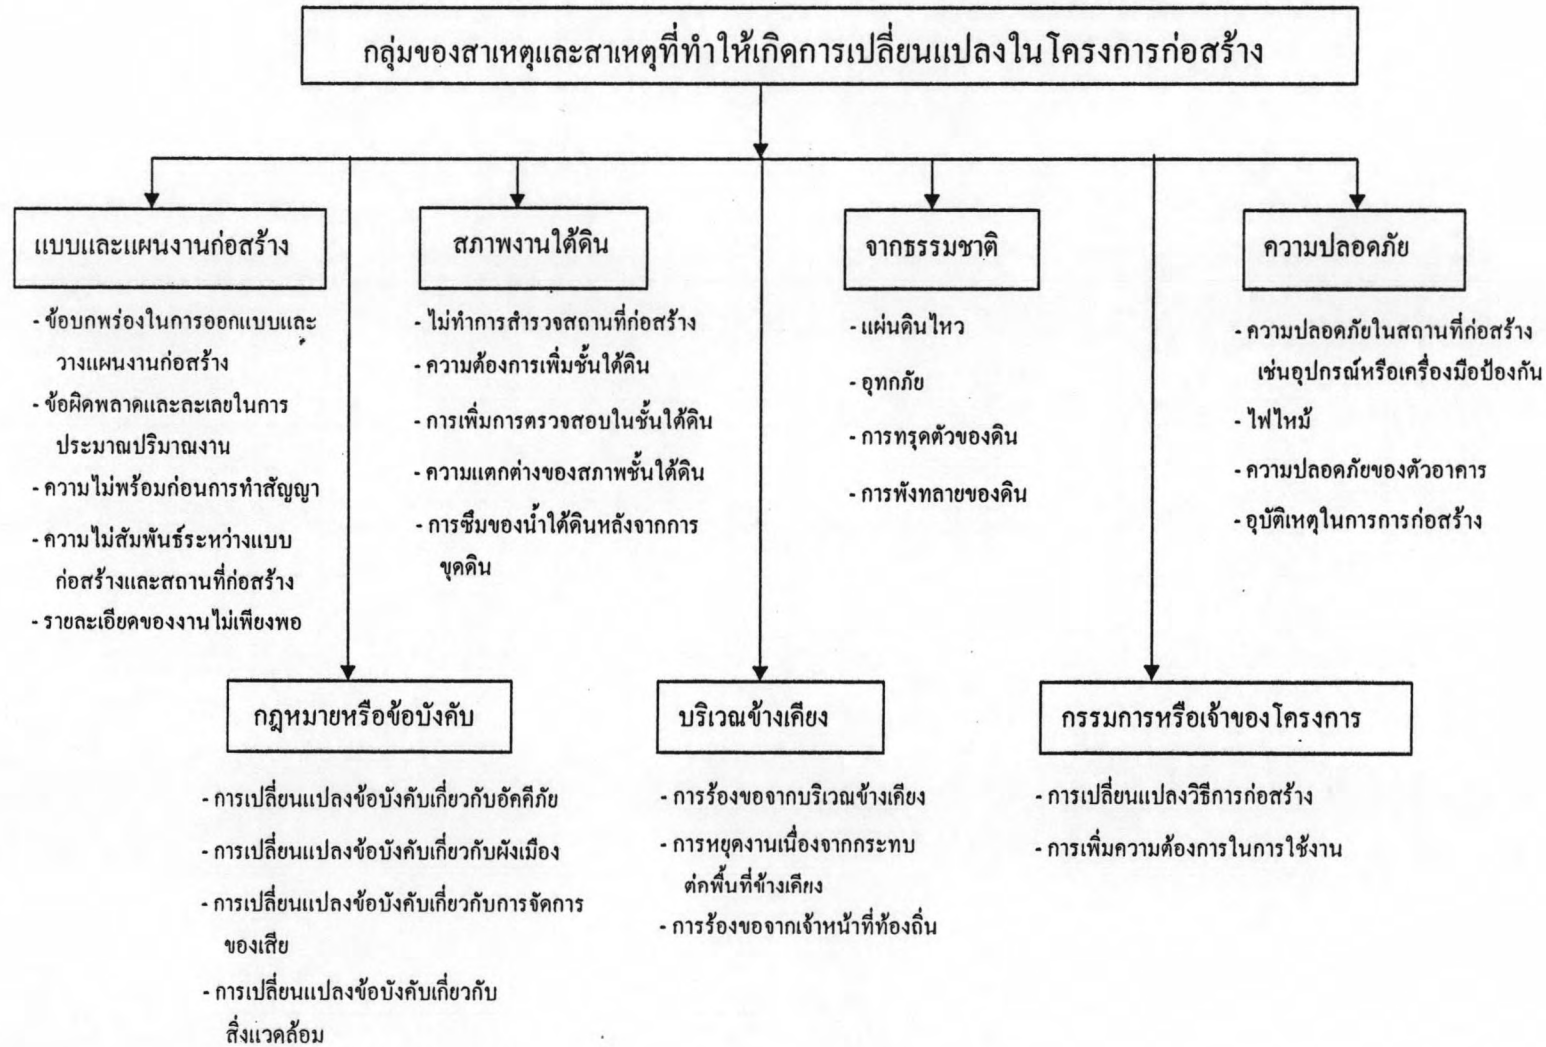 กลุ่มของสาเหตุและสาเหตุที่ทำให้เกิดการเปลี่ยนแปลงในโครงการก่อสร้าง
แบบและแผนงานก่อสร้าง
- ข้อบกพร่องในการออกแบบและ
วางแผนงานก่อสร้าง
- ข้อผิดพลาดและละเลยในการ
ประมาณปริมาณงาน
- ความไม่พร้อมก่อนการทำสัญญา
- ความไม่สัมพันธ์ระหว่างแบบ
ก่อสร้างและสถานที่ก่อสร้าง
- รายละเอียดของงานไม่เพียงพอ
สภาพงานใต้ดิน
- ไม่ทำการสำรวจสถานที่ก่อสร้าง
- ความต้องการเพิ่มชั้นใต้ดิน
- การเพิ่มการตรวจสอบในชั้นใต้ดิน
- ความแตกต่างของสภาพชั้นใต้ดิน
- การซึมของน้ำใต้ดินหลังจากการ
ขุดดิน
จากธรรมชาติ
- แผ่นดินไหว
- อุทกภัย
- การทรุดตัวของดิน
- การพังทลายของดิน
ความปลอดภัย
- ความปลอดภัยในสถานที่ก่อสร้าง
เช่นอุปกรณ์หรือเครื่องมือป้องกัน
- ไฟไหม้
- ความปลอดภัยของตัวอาคาร
- อุบัติเหตุในการการก่อสร้าง
กฎหมายหรือข้อบังคับ
- การเปลี่ยนแปลงข้อบังคับเกี่ยวกับอัคคีภัย
- การเปลี่ยนแปลงข้อบังคับเกี่ยวกับผังเมือง
- การเปลี่ยนแปลงข้อบังคับเกี่ยวกับการจัดการ
ของเสีย
- การเปลี่ยนแปลงข้อบังคับเกี่ยวกับ
สิ่งแวดล้อม
บริเวณข้างเคียง
- การร้องขอจากบริเวณข้างเคียง
- การหยุดงานเนื่องจากกระทบ
ต่อพื้นที่ข้างเคียง
- การร้องขอจากเจ้าหน้าที่ท้องถิ่น
กรรมการหรือเจ้าของโครงการ
- การเปลี่ยนแปลงวิธีการก่อสร้าง
- การเพิ่มความต้องการในการใช้งาน